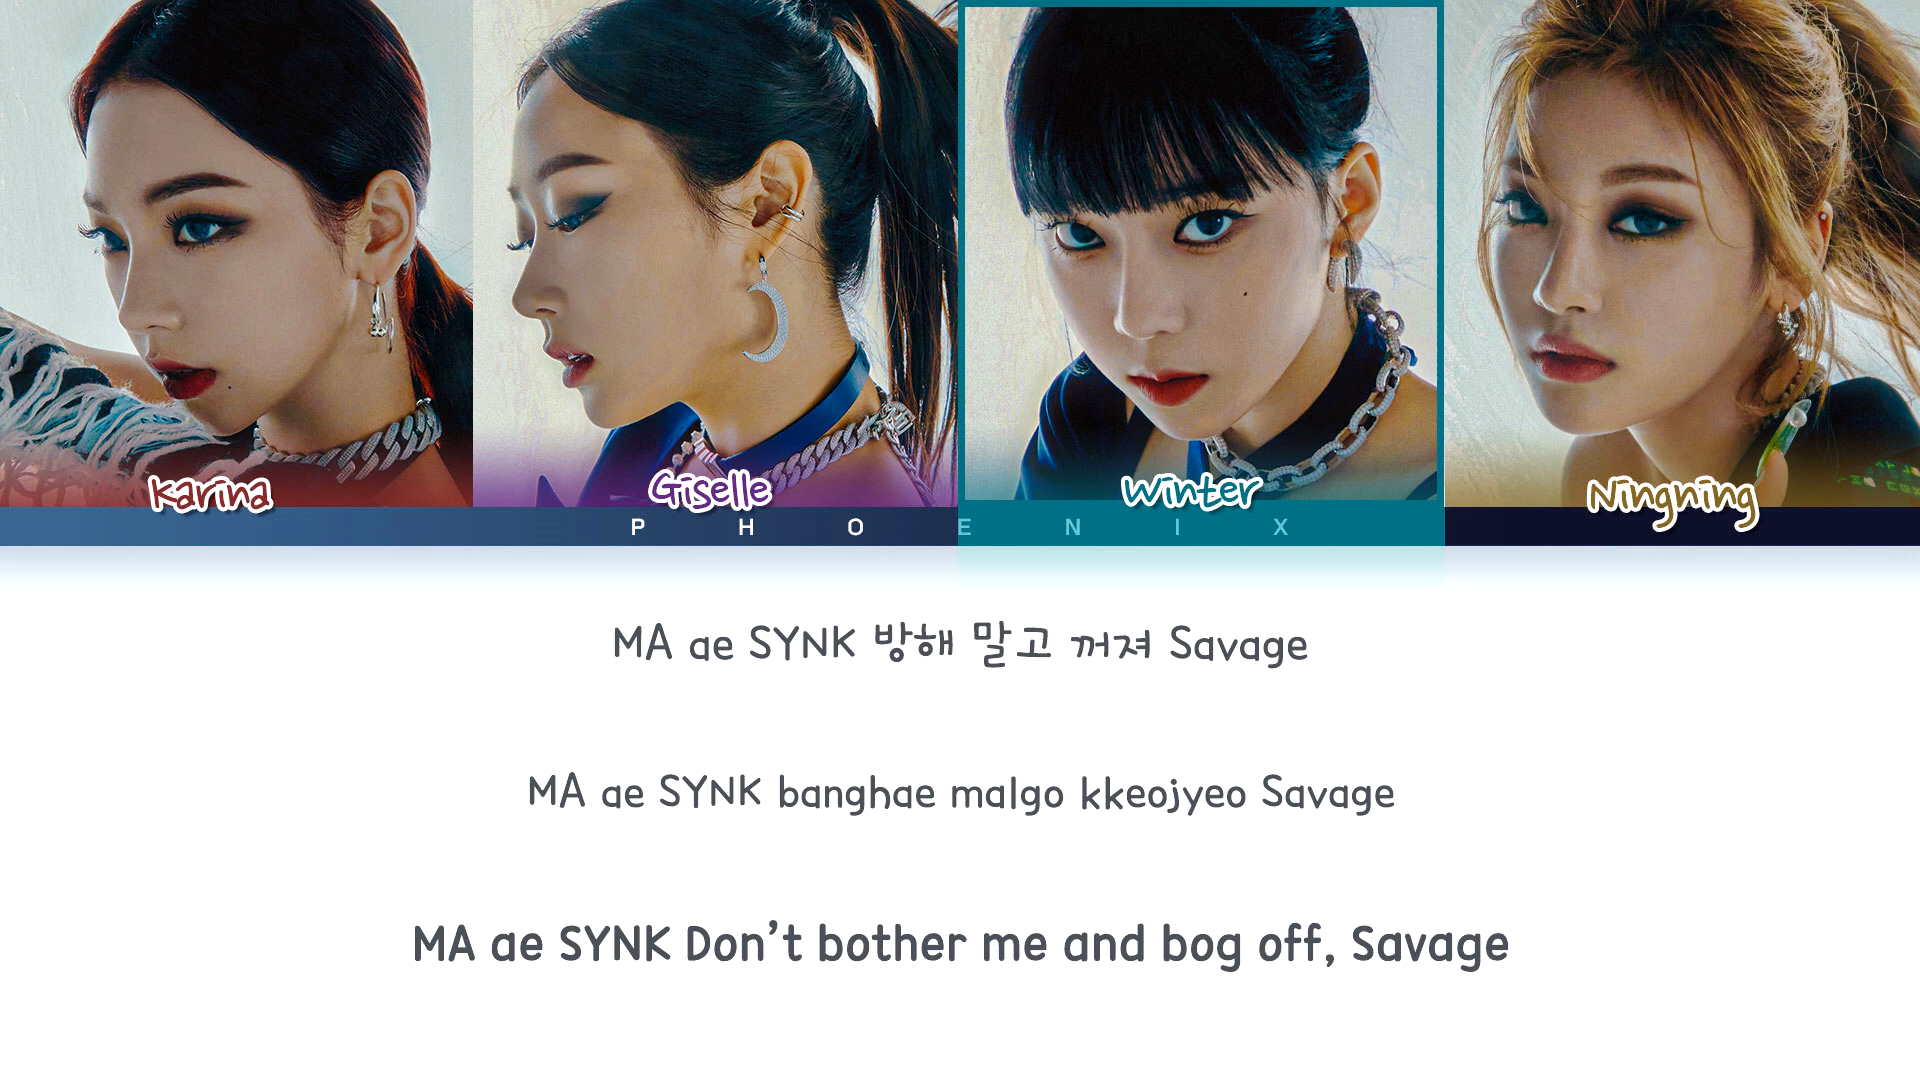 Karina
Giselle
Winter
Ningning
PHOENIX
MA ae SYNK 방해 말고 꺼져 Savage
MA ae SYNK banghae malgo kkeojyeo Savage
MA ae SYNK Don't bother me and bog off, Savage